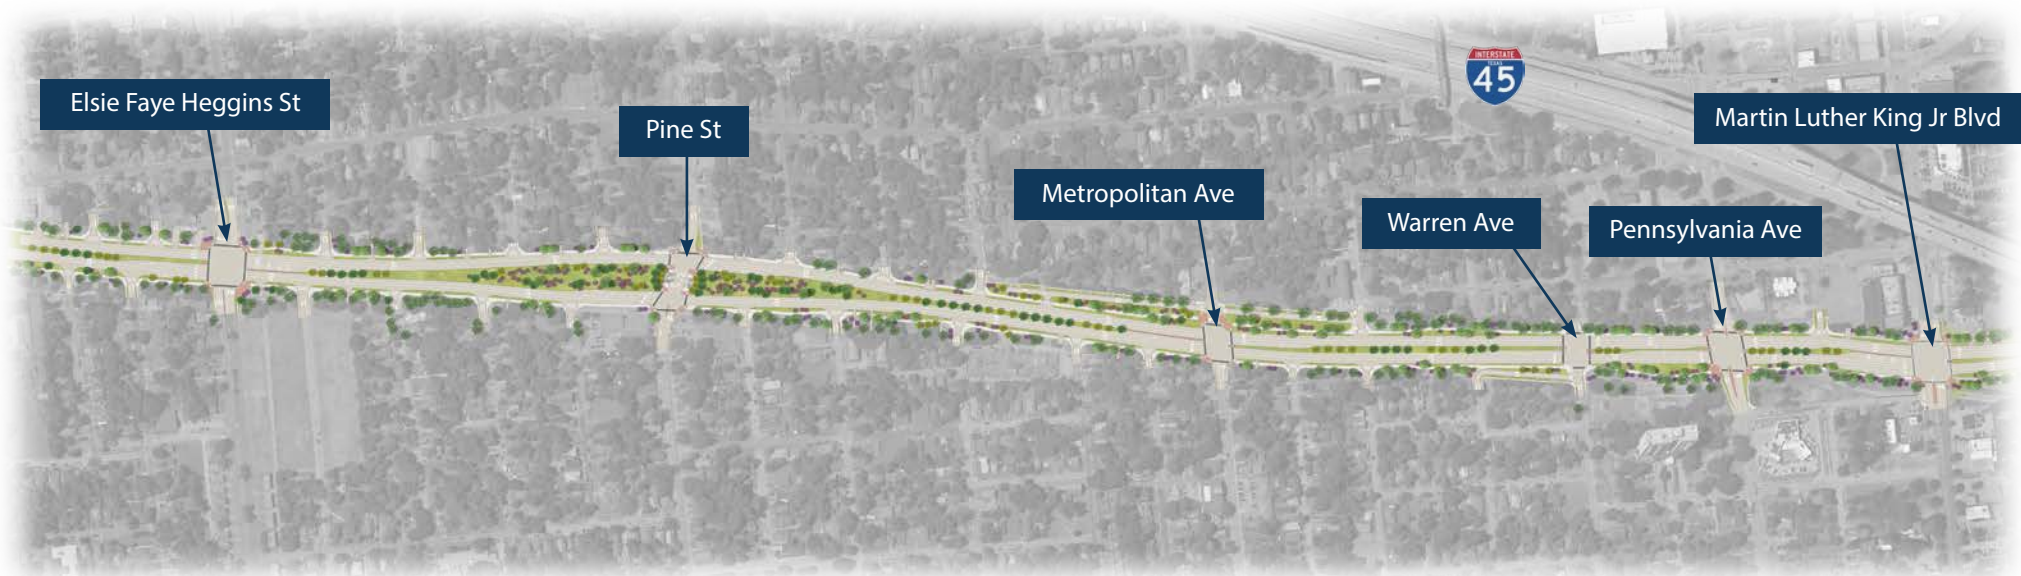 INTERSTATE
TEXAS
45
Elsie Faye Heggins St
Martin Luther King Jr Blvd
Pine St
Metropolitan Ave
Warren Ave
Pennsylvania Ave